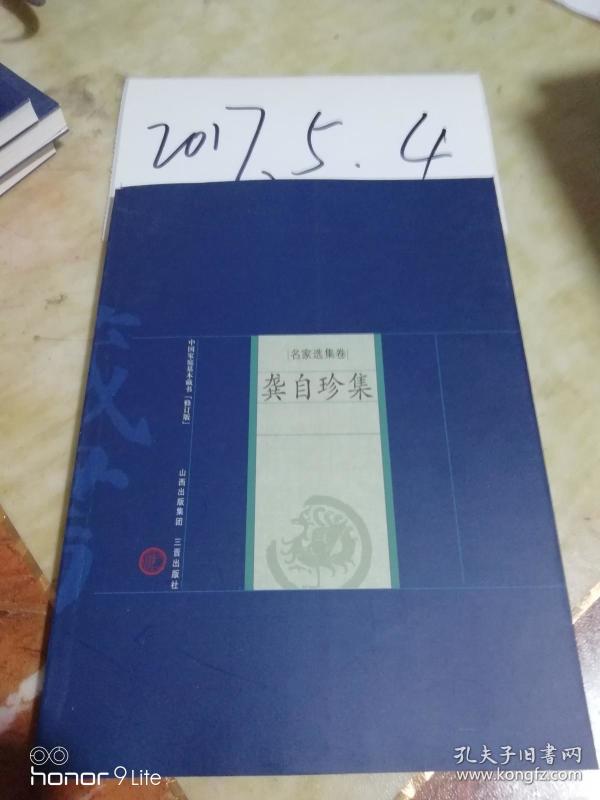 2017.5.4
名家选集卷
龚自珍集
中国家庭基本藏书「修订版」
山西出版集团 三晋出版社
honor 9 Lite
孔夫子旧书网
www.kongfz.com